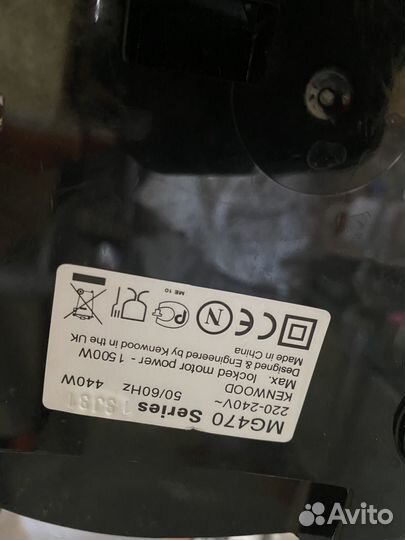 MG470 Series 13J31
220-240V~ 50/60Hz 440W
KENWOOD
Max. locked motor power - 1500W
Designed & Engineered by Kenwood in the UK
Made in China
N
ME 10
Avito